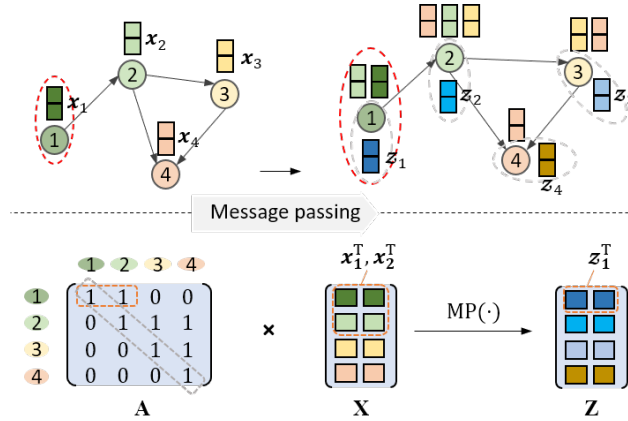 x₁
x₂
x₃
x₄
1
2
3
4
z₁
z₂
z
z₄
1
2
3
4
Message passing
1 2 3 4
1
2
3
4
1 1 0 0
0 1 1 1
0 0 1 1
0 0 0 1
A
×
x₁ᵀ, x₂ᵀ
X
MP(·)
z₁ᵀ
Z